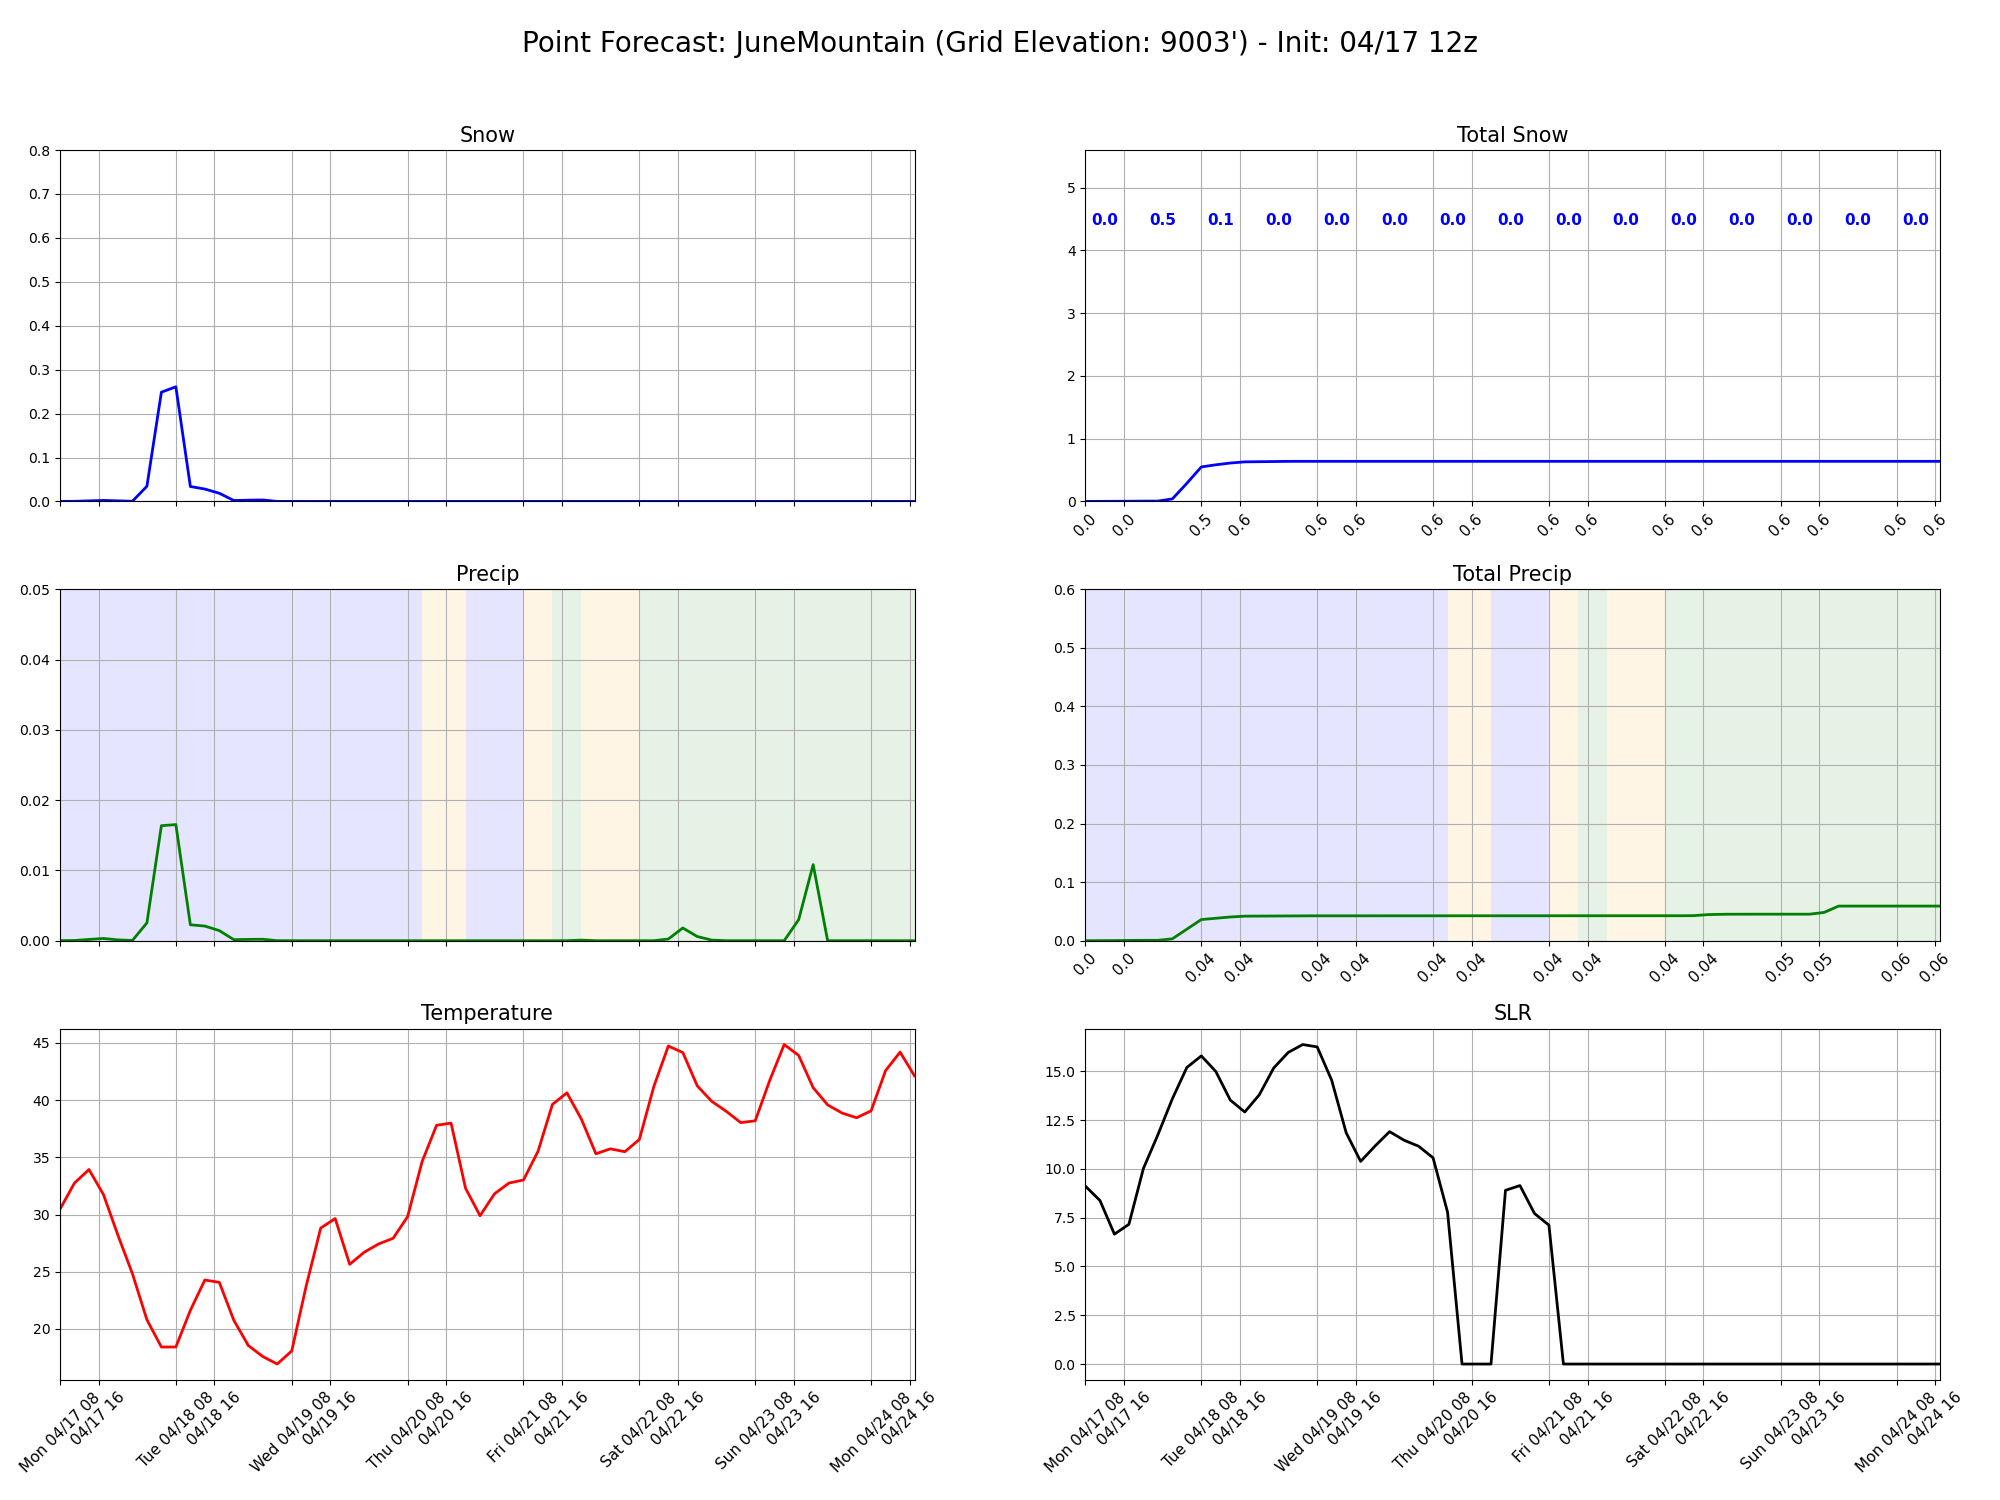 Point Forecast: JuneMountain (Grid Elevation: 9003') - Init: 04/17 12z
Snow
0.8
0.7
0.6
0.5
0.4
0.3
0.2
0.1
0.0
Total Snow
5
4
3
2
1
0
0.0 0.5 0.1 0.0 0.0 0.0 0.0 0.0 0.0 0.0 0.0 0.0 0.0 0.0 0.0
0.0 0.0 0.5 0.6 0.6 0.6 0.6 0.6 0.6 0.6 0.6 0.6 0.6 0.6 0.6 0.6
Precip
0.05
0.04
0.03
0.02
0.01
0.00
Total Precip
0.6
0.5
0.4
0.3
0.2
0.1
0.0
0.0 0.0 0.04 0.04 0.04 0.04 0.04 0.04 0.04 0.04 0.04 0.04 0.05 0.05 0.06 0.06
Temperature
45
40
35
30
25
20
Mon 04/17 08
04/17 16
Tue 04/18 08
04/18 16
Wed 04/19 08
04/19 16
Thu 04/20 08
04/20 16
Fri 04/21 08
04/21 16
Sat 04/22 08
04/22 16
Sun 04/23 08
04/23 16
Mon 04/24 08
04/24 16
SLR
15.0
12.5
10.0
7.5
5.0
2.5
0.0
Mon 04/17 08
04/17 16
Tue 04/18 08
04/18 16
Wed 04/19 08
04/19 16
Thu 04/20 08
04/20 16
Fri 04/21 08
04/21 16
Sat 04/22 08
04/22 16
Sun 04/23 08
04/23 16
Mon 04/24 08
04/24 16